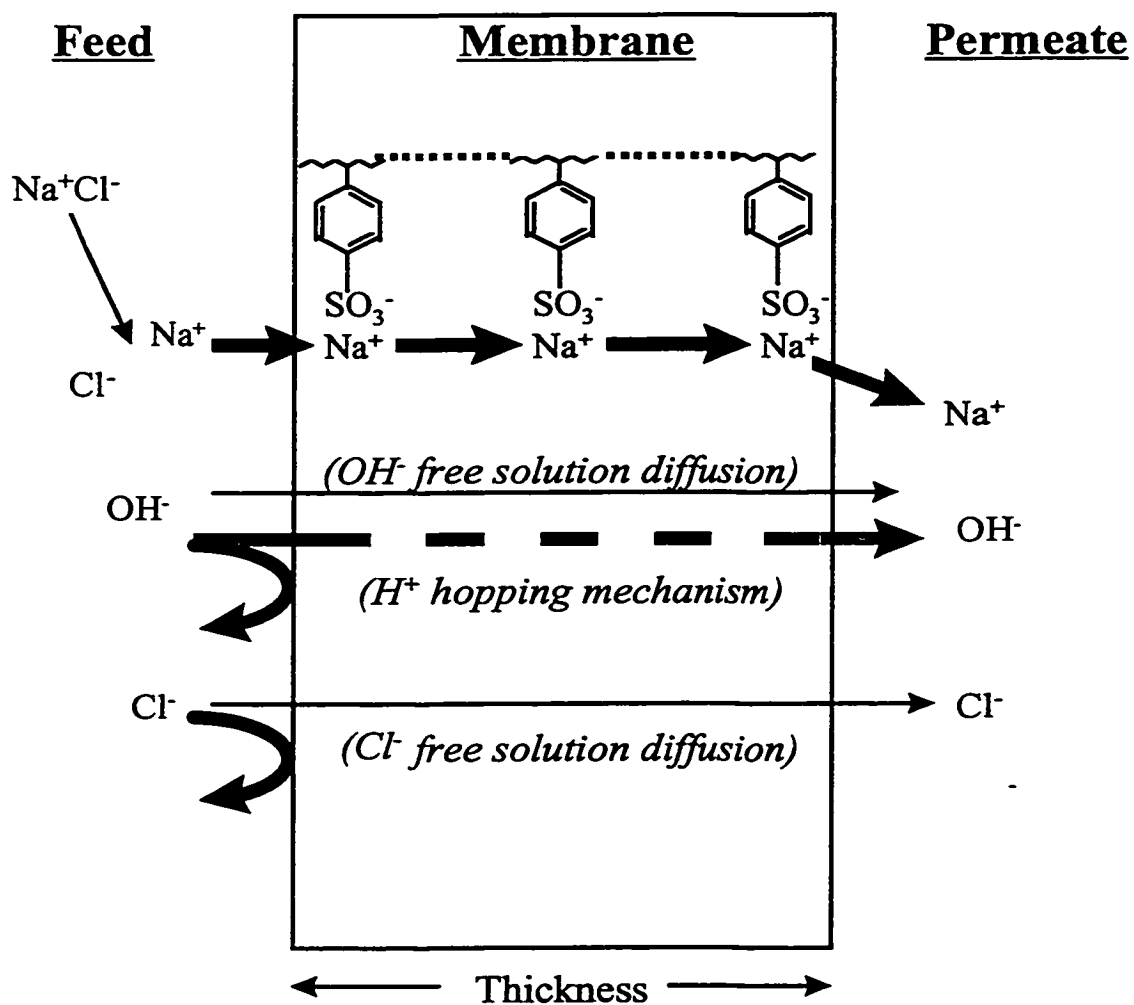 Feed Membrane Permeate
Na⁺Cl⁻
SO₃⁻ SO₃⁻ SO₃⁻
Na⁺ Na⁺ Na⁺ Na⁺
Cl⁻
Na⁺
(OH⁻ free solution diffusion)
OH⁻ OH⁻
(H⁺ hopping mechanism)
Cl⁻ Cl⁻
(Cl⁻ free solution diffusion)
Thickness